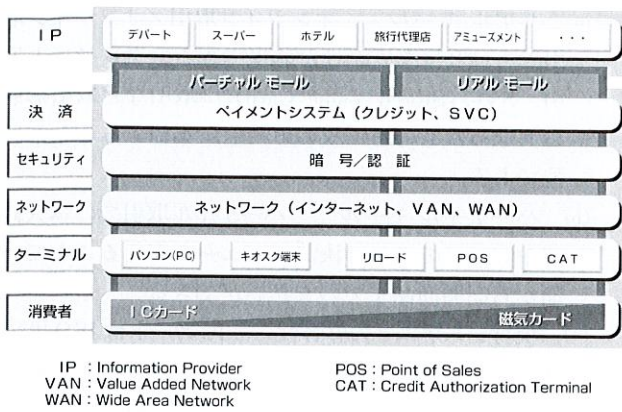 IP
デパート スーパー ホテル 旅行代理店 アミューズメント ・・・
バーチャル モール リアル モール
決 済
ペイメントシステム (クレジット、SVC)
セキュリティ
暗 号/認 証
ネットワーク
ネットワーク (インターネット、VAN、WAN)
ターミナル
パソコン(PC) キオスク端末 リロード POS CAT
消費者
ICカード 磁気カード
IP : Information Provider POS : Point of Sales
VAN : Value Added Network CAT : Credit Authorization Terminal
WAN : Wide Area Network